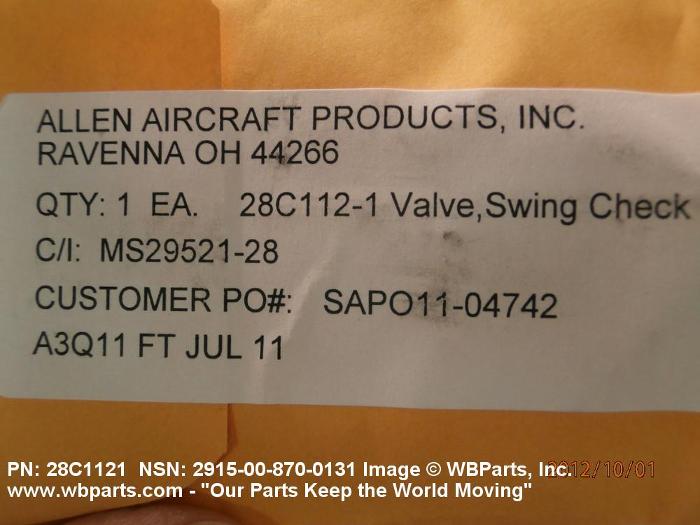 ALLEN AIRCRAFT PRODUCTS, INC.
RAVENNA OH 44266
QTY: 1 EA. 28C112-1 Valve,Swing Check
C/I: MS29521-28
CUSTOMER PO#: SAPO11-04742
A3Q11 FT JUL 11
PN: 28C1121 NSN: 2915-00-870-0131 Image © WBParts, Inc. 2012/10/01
www.wbparts.com - "Our Parts Keep the World Moving"